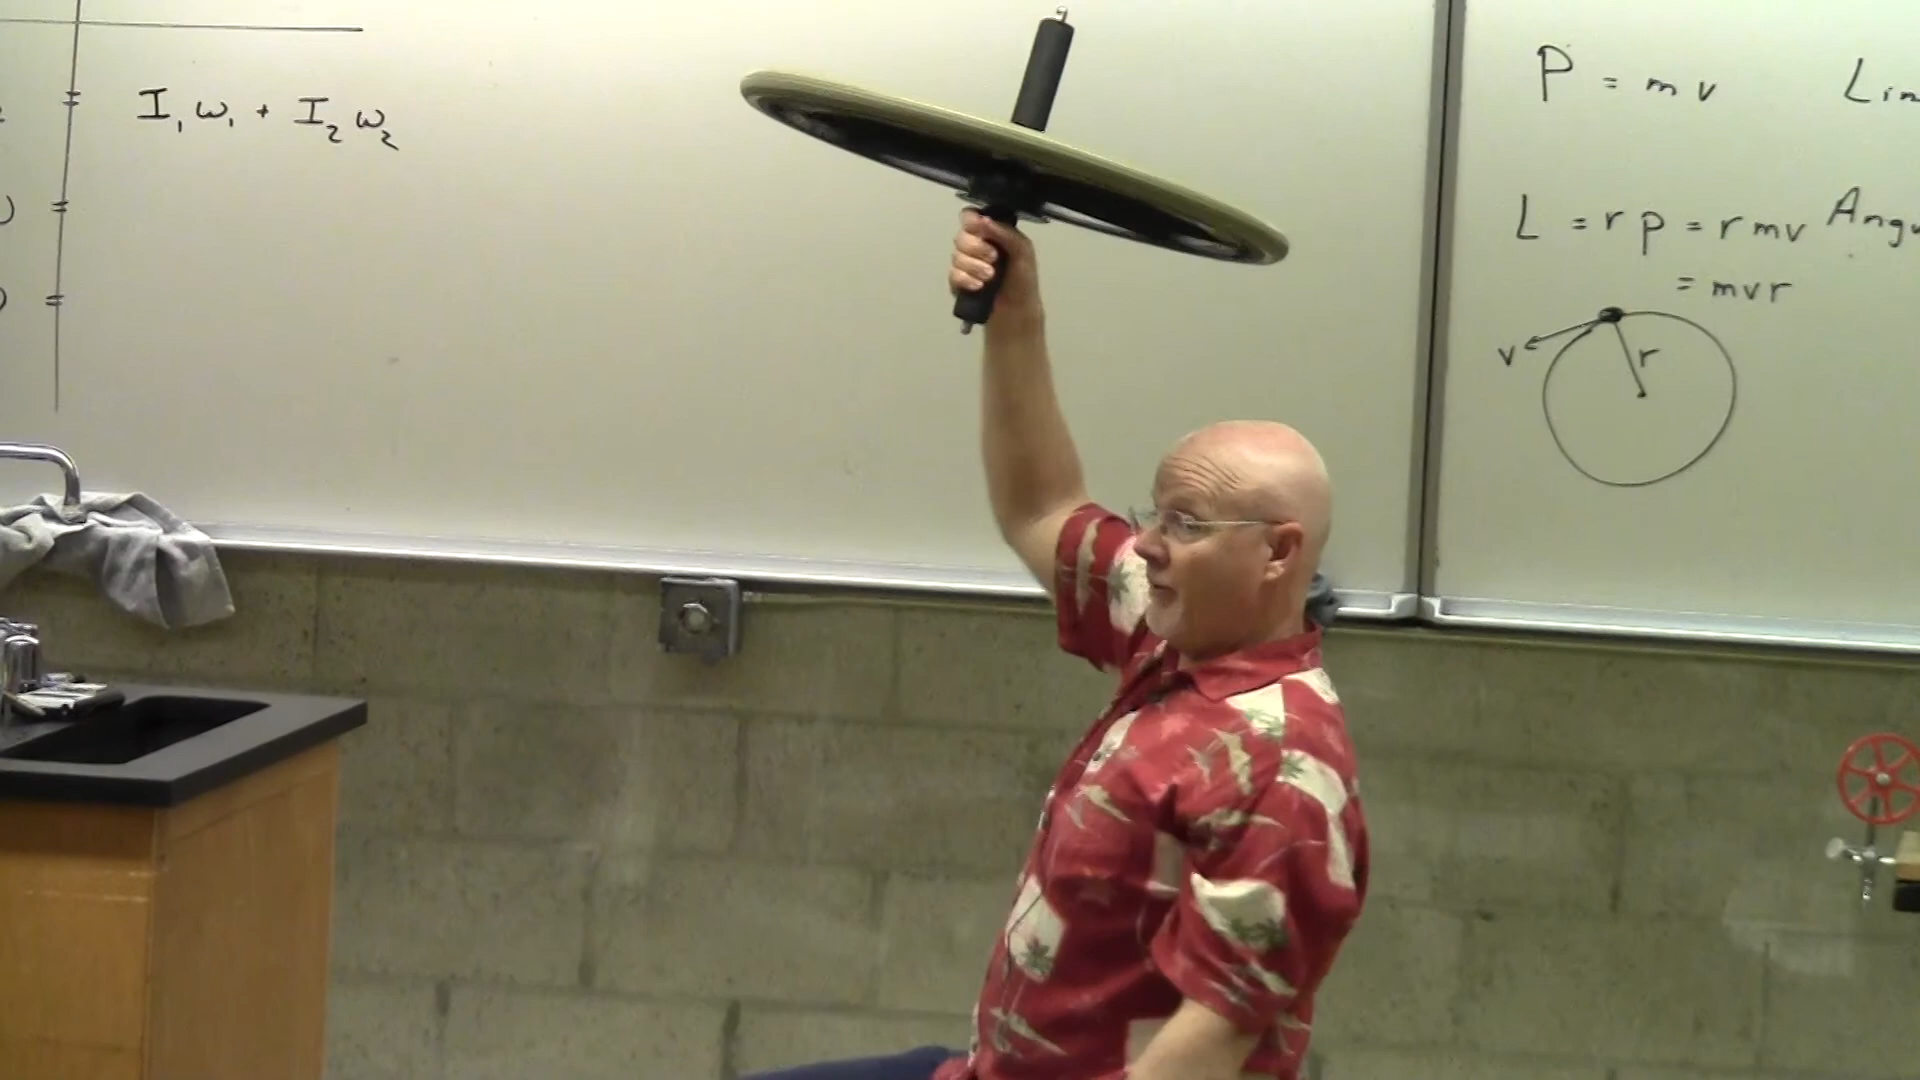 = I₁ω₁ + I₂ω₂
=
=
P = mv
L = rp = rmv
= mvr
v
r